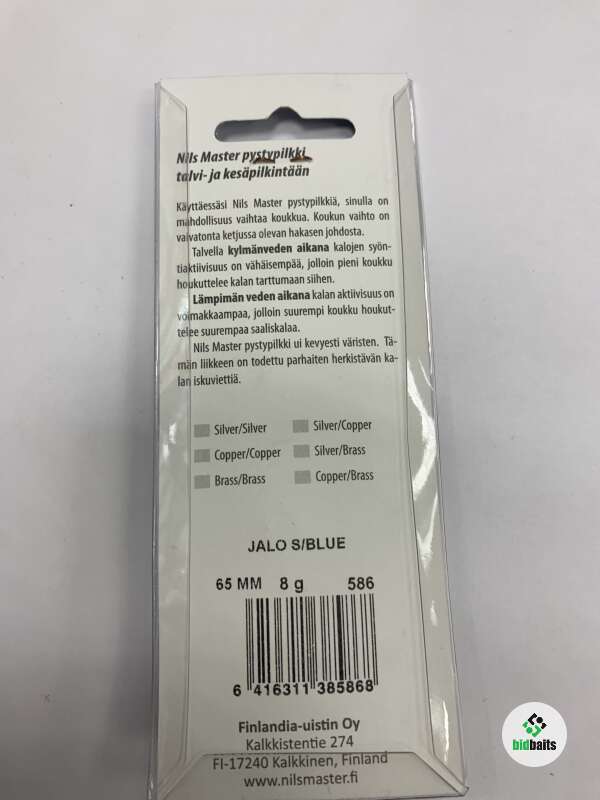 Nils Master pystypilkki
talvi- ja kesäpilkintään
Käyttäessäsi Nils Master pystypilkkiä, sinulla on
mahdollisuus vaihtaa koukkua. Koukun vaihto on
vaivatonta ketjussa olevan hakasen johdosta.
Talvella kylmänveden aikana kalojen syön-
tiaktiivisuus on vähäisempää, jolloin pieni koukku
houkuttelee kalan tarttumaan siihen.
Lämpimän veden aikana kalan aktiivisuus on
voimakkaampaa, jolloin suurempi koukku houkut-
telee suurempaa saaliskalaa.
Nils Master pystypilkki ui kevyesti väristen. Tä-
män liikkeen on todettu parhaiten herkistävän ka-
lan iskuviettiä.
Silver/Silver Silver/Copper
Copper/Copper Silver/Brass
Brass/Brass Copper/Brass
JALO S/BLUE
65 MM 8 g 586
6 416311 385868
Finlandia-uistin Oy
Kalkkistentie 274
FI-17240 Kalkkinen, Finland
www.nilsmaster.fi
bidbaits